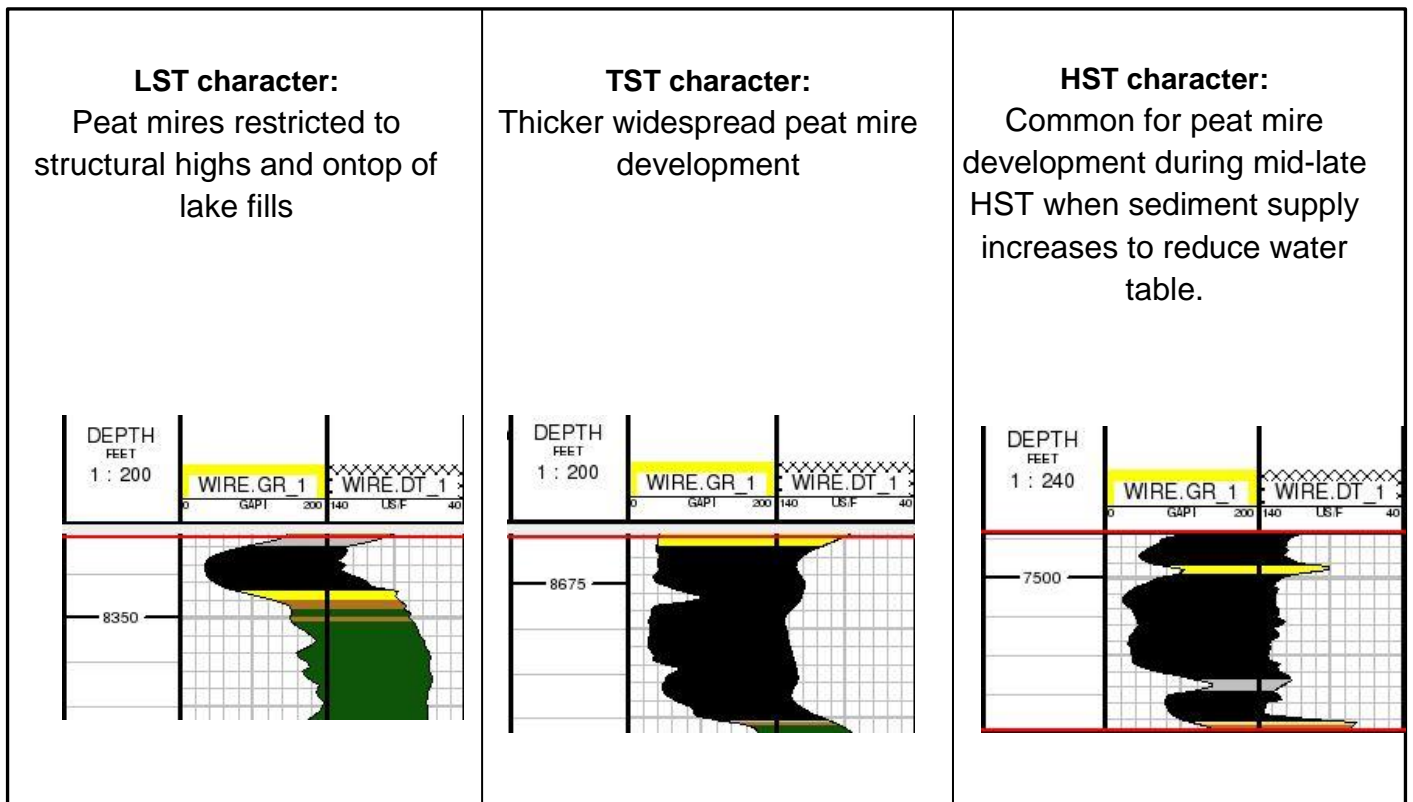 LST character:
Peat mires restricted to
structural highs and ontop of
lake fills
TST character:
Thicker widespread peat mire
development
HST character:
Common for peat mire
development during mid-late
HST when sediment supply
increases to reduce water
table.
DEPTH
FEET
1 : 200
WIRE.GR_1
0 GAPI 200
WIRE.DT_1
140 US/F 40
8350
DEPTH
FEET
1 : 200
WIRE.GR_1
0 GAPI 200
WIRE.DT_1
140 US/F 40
8675
DEPTH
FEET
1 : 240
WIRE.GR_1
0 GAPI 200
WIRE.DT_1
140 US/F 40
7500